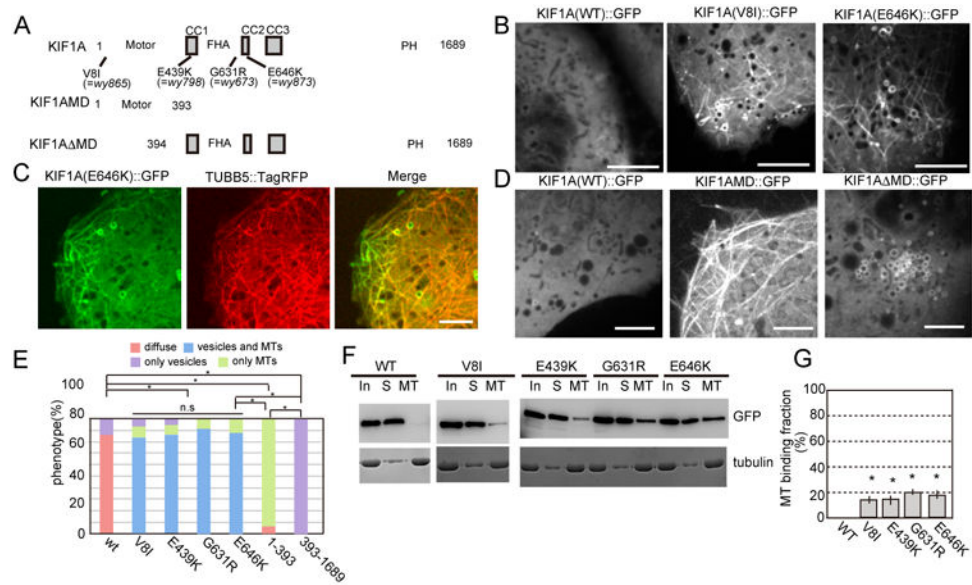 A
CC1
CC2 CC3
KIF1A 1 Motor FHA PH 1689
V8I E439K G631R E646K
(=wy865) (=wy798) (=wy673) (=wy873)
KIF1AMD 1 Motor 393
KIF1AΔMD 394 FHA PH 1689
B
KIF1A(WT)::GFP KIF1A(V8I)::GFP KIF1A(E646K)::GFP
C
KIF1A(E646K)::GFP TUBB5::TagRFP Merge
D
KIF1A(WT)::GFP KIF1AMD::GFP KIF1AΔMD::GFP
E
diffuse vesicles and MTs
only vesicles only MTs
phenotype(%)
100
80
60
40
20
0
*
*
*
n.s
* *
wt V8I E439K G631R E646K 1-393 393-1689
F
WT V8I E439K G631R E646K
In S MT In S MT In S MT In S MT In S MT
GFP
tubulin
G
MT binding fraction (%)
100
80
60
40
20
0
* * * *
WT V8I E439K G631R E646K